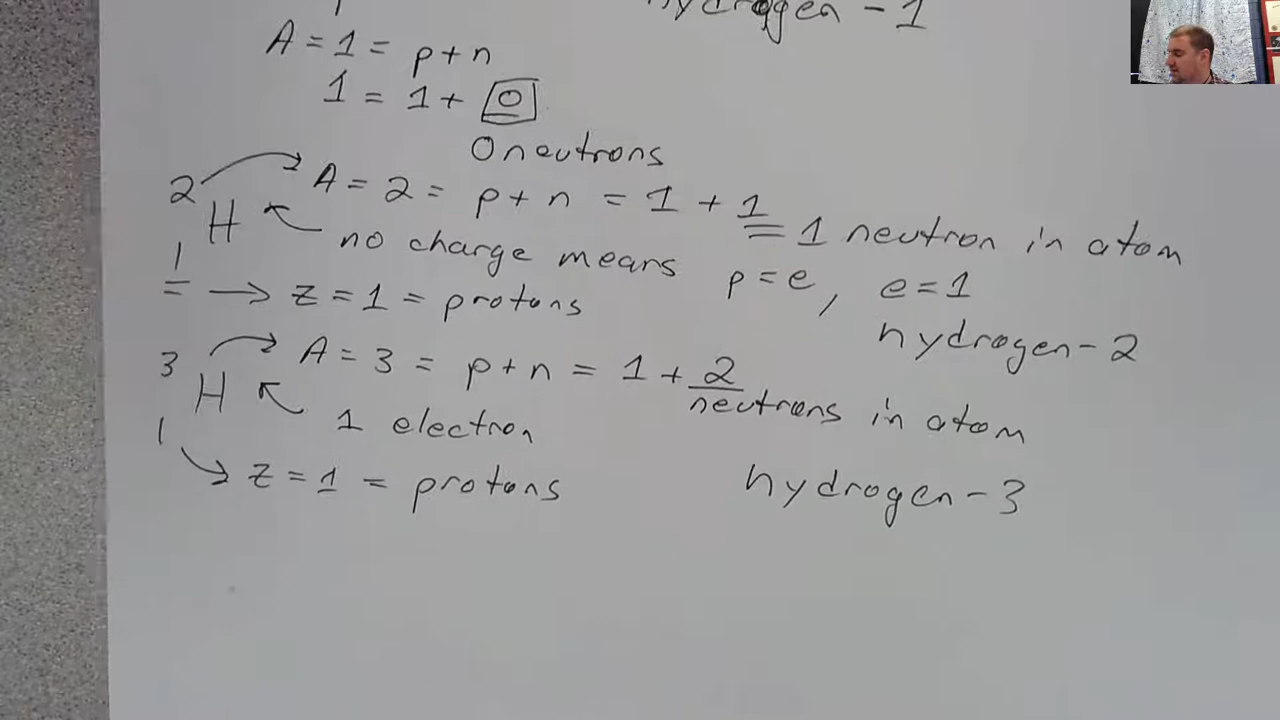 hydrogen - 1
A = 1 = p + n
1 = 1 + 0
0 neutrons
2 A = 2 = p + n = 1 + 1
H no charge means = 1 neutron in atom
1 p = e, e = 1
= → z = 1 = protons
hydrogen - 2
3 A = 3 = p + n = 1 + 2
H 1 electron neutrons in atom
1
z = 1 = protons hydrogen - 3